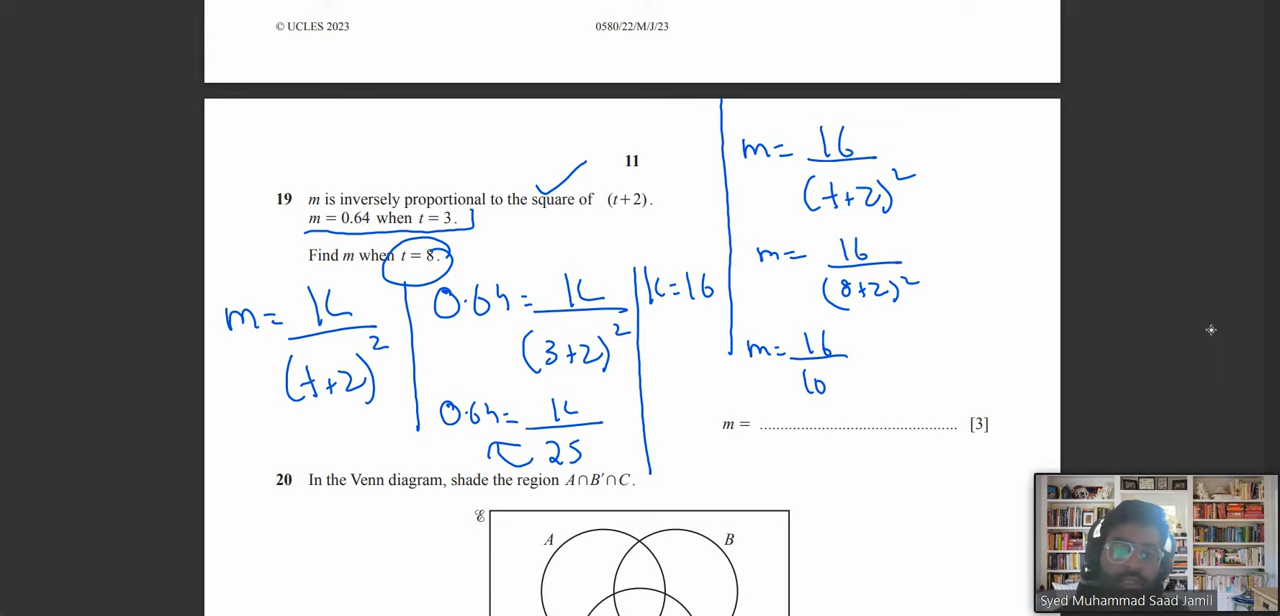 © UCLES 2023
0580/22/M/J/23
11
19 m is inversely proportional to the square of (t+2).
m = 0.64 when t = 3.
Find m when t = 8.
m = K / (t+2)²
0.64 = K / (3+2)²
0.64 = K / 25
K = 16
m = 16 / (t+2)²
m = 16 / (8+2)²
m = 16 / 10
m = ................................................ [3]
20 In the Venn diagram, shade the region A∩B′∩C.
ℰ
A
B
Syed Muhammad Saad Jamil